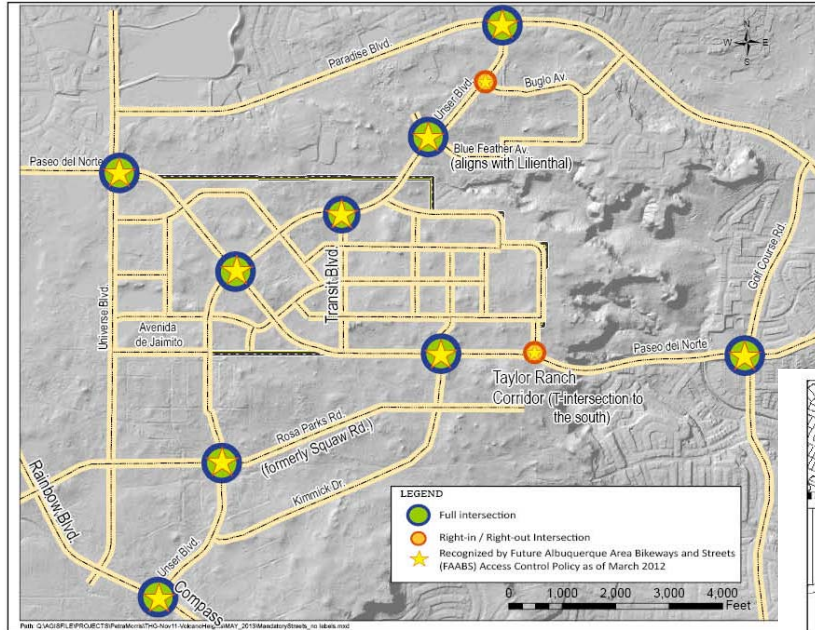 N
W E
S
Paradise Blvd.
Unser Blvd.
Buglo Av.
Blue Feather Av.
(aligns with Lilienthal)
Paseo del Norte
Transit Blvd
Universe Blvd.
Golf Course Rd.
Avenida
de Jaimito
Paseo del Norte
Taylor Ranch
Corridor (T-intersection to
the south)
Rosa Parks Rd.
(formerly Squaw Rd.)
Kimmick Dr.
Rainbow Blvd.
Unser Blvd.
Compass
LEGEND
Full intersection
Right-in / Right-out Intersection
Recognized by Future Albuquerque Area Bikeways and Streets
(FAABS) Access Control Policy as of March 2012
0 1,000 2,000 3,000 4,000
Feet